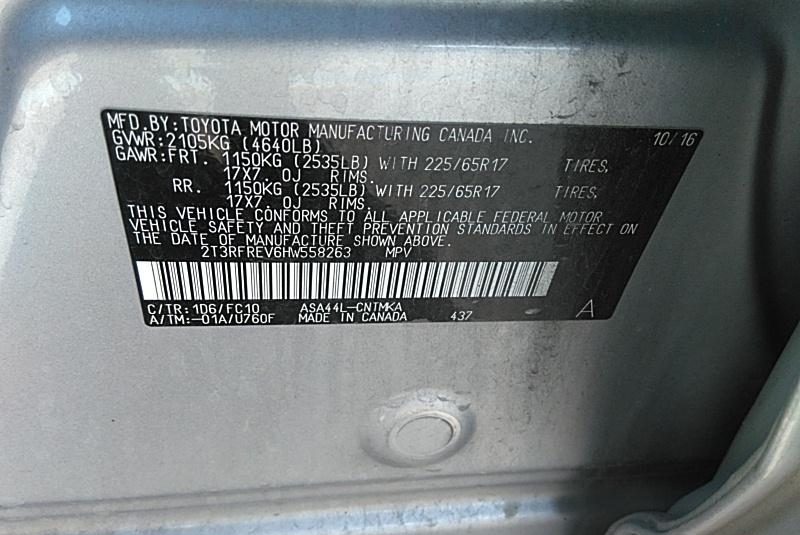 MFD. BY: TOYOTA MOTOR MANUFACTURING CANADA INC. 10/16
GVWR: 2105KG (4640LB)
GAWR: FRT. 1150KG (2535LB) WITH 225/65R17 TIRES,
17X7. 0J RIMS.
RR. 1150KG (2535LB) WITH 225/65R17 TIRES,
17X7. 0J RIMS.
THIS VEHICLE CONFORMS TO ALL APPLICABLE FEDERAL MOTOR
VEHICLE SAFETY AND THEFT PREVENTION STANDARDS IN EFFECT ON
THE DATE OF MANUFACTURE SHOWN ABOVE.
2T3RFREV6HW558263 MPV
C/TR: 1D6/FC10 ASA44L-CNTMKA
A/TM: -01A/U760F MADE IN CANADA 437 A